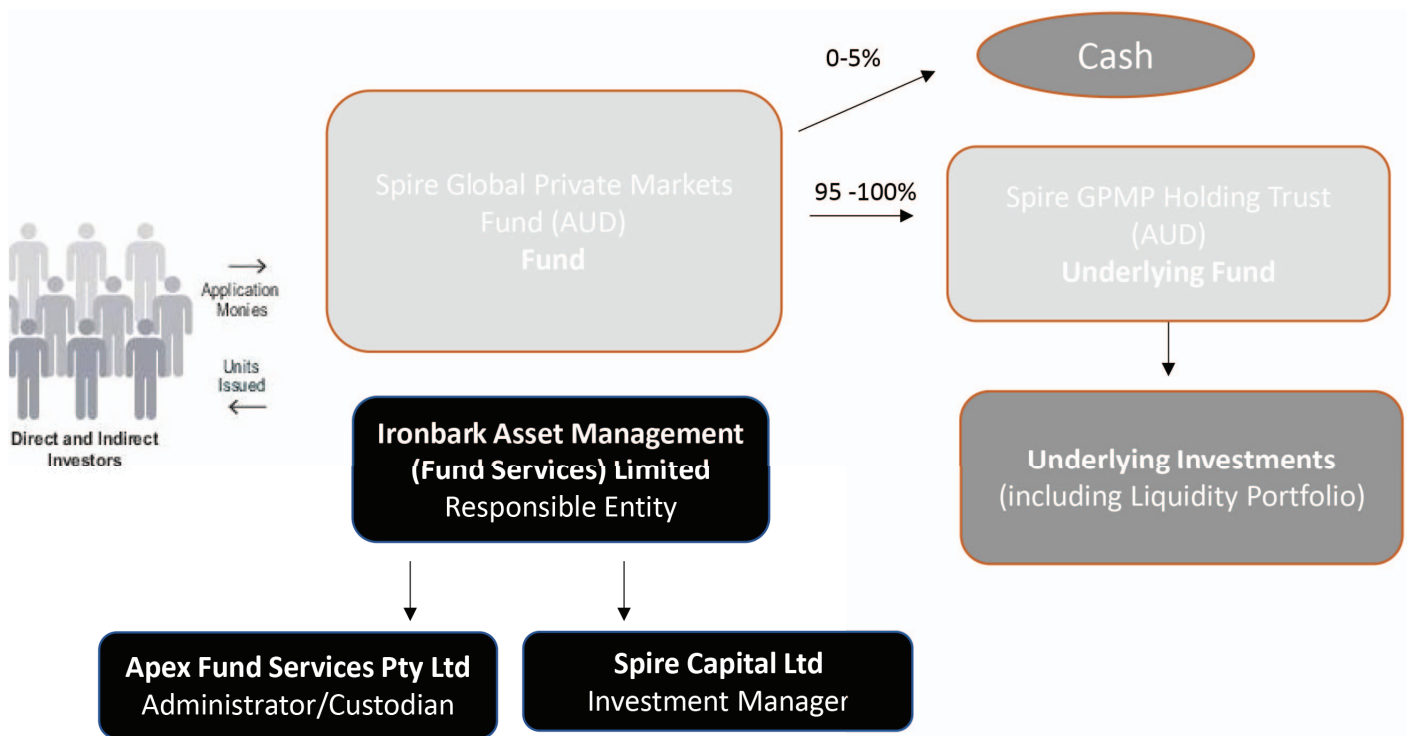 0-5%
Cash
Spire Global Private Markets
Fund (AUD)
Fund
95 -100%
Spire GPMP Holding Trust
(AUD)
Underlying Fund
Application
Monies
Units
Issued
Direct and Indirect
Investors
Ironbark Asset Management
(Fund Services) Limited
Responsible Entity
Underlying Investments
(including Liquidity Portfolio)
Apex Fund Services Pty Ltd
Administrator/Custodian
Spire Capital Ltd
Investment Manager